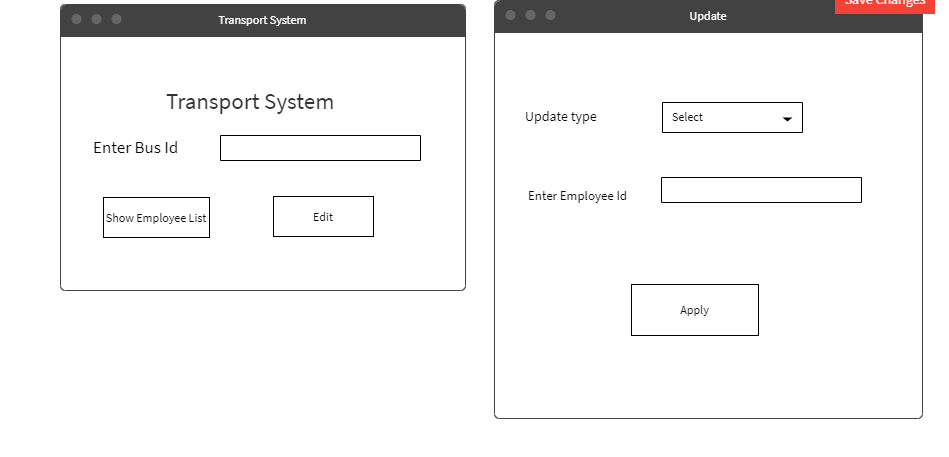 Transport System
Transport System
Enter Bus Id
Show Employee List
Edit
Save Changes
Update
Update type
Select
Enter Employee Id
Apply